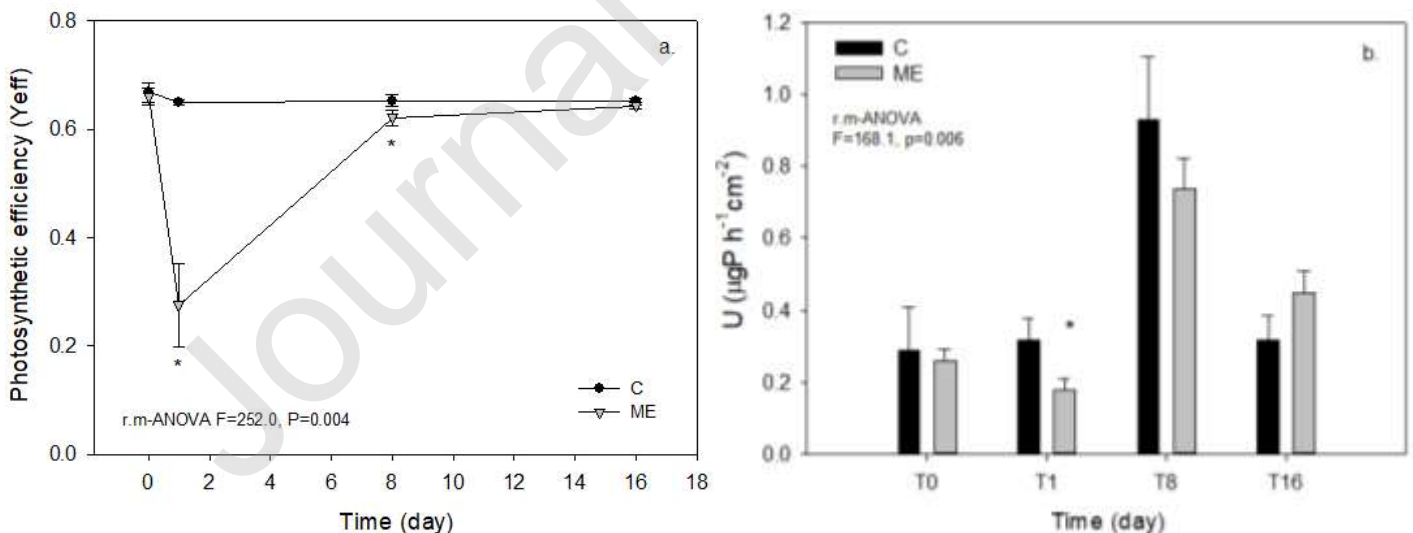 0.8
0.6
0.4
0.2
0.0
Photosynthetic efficiency (Yeff)
a.
*
*
C
ME
r.m-ANOVA F=252.0, P=0.004
0 2 4 6 8 10 12 14 16 18
Time (day)
Journal
1.2
1.0
0.8
0.6
0.4
0.2
0.0
U (µgP h⁻¹cm⁻²)
C
ME
b.
r.m-ANOVA
F=168.1, p=0.006
*
T0 T1 T8 T16
Time (day)